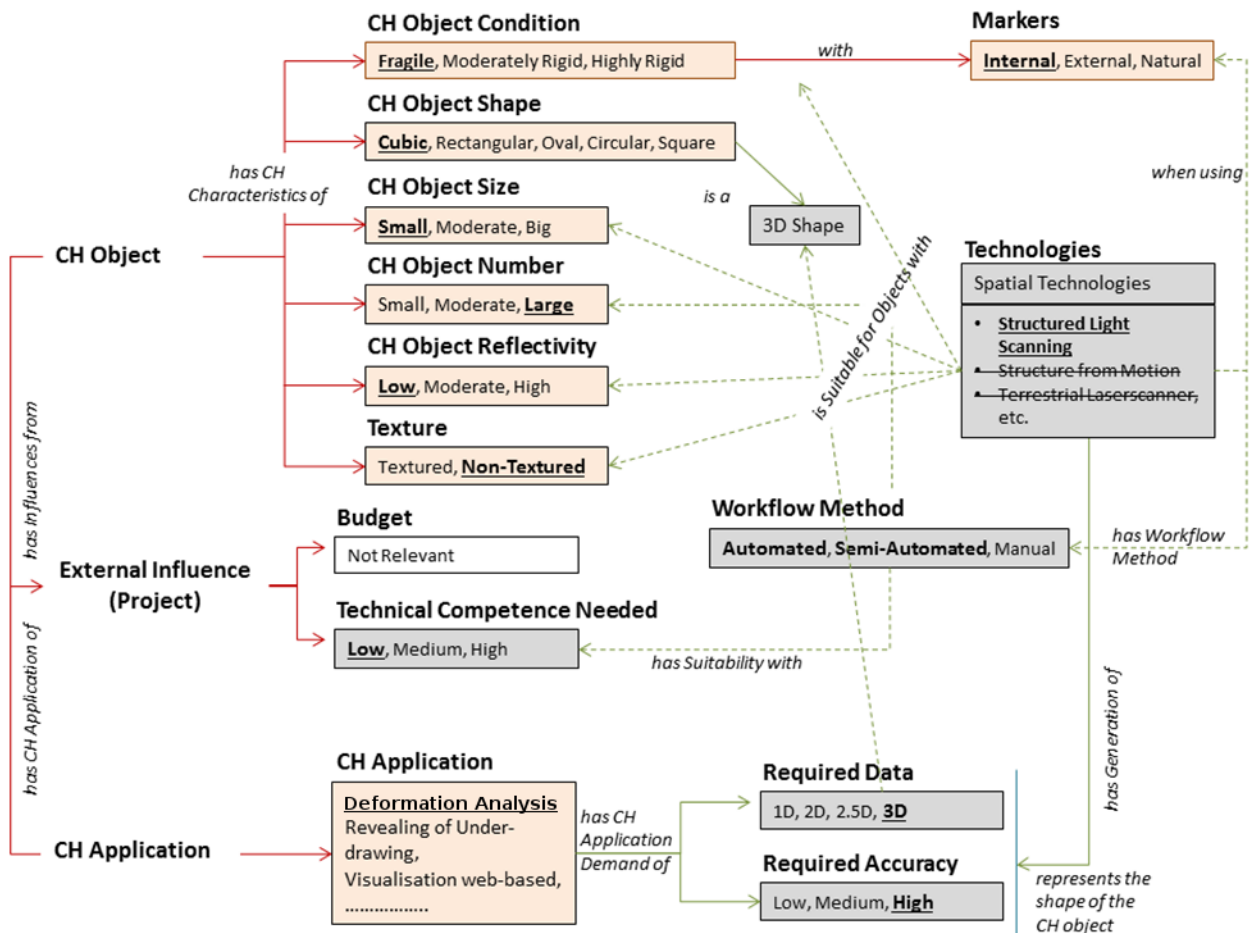 CH Object Condition
Fragile, Moderately Rigid, Highly Rigid
with
Markers
Internal, External, Natural
CH Object Shape
Cubic, Rectangular, Oval, Circular, Square
has CH
Characteristics of
is a
3D Shape
when using
CH Object Size
Small, Moderate, Big
CH Object
CH Object Number
Small, Moderate, Large
CH Object Reflectivity
Low, Moderate, High
Texture
Textured, Non-Textured
is Suitable for Objects with
Technologies
Spatial Technologies
• Structured Light
Scanning
• Structure from Motion
• Terrestrial Laserscanner,
etc.
has Influences from
Budget
Not Relevant
External Influence
(Project)
Technical Competence Needed
Low, Medium, High
has Suitability with
Workflow Method
Automated, Semi-Automated, Manual
has Workflow
Method
has CH Application of
has Generation of
CH Application
CH Application
Deformation Analysis
Revealing of Under-
drawing,
Visualisation web-based,
................
has CH
Application
Demand of
Required Data
1D, 2D, 2.5D, 3D
Required Accuracy
Low, Medium, High
represents the
shape of the
CH object